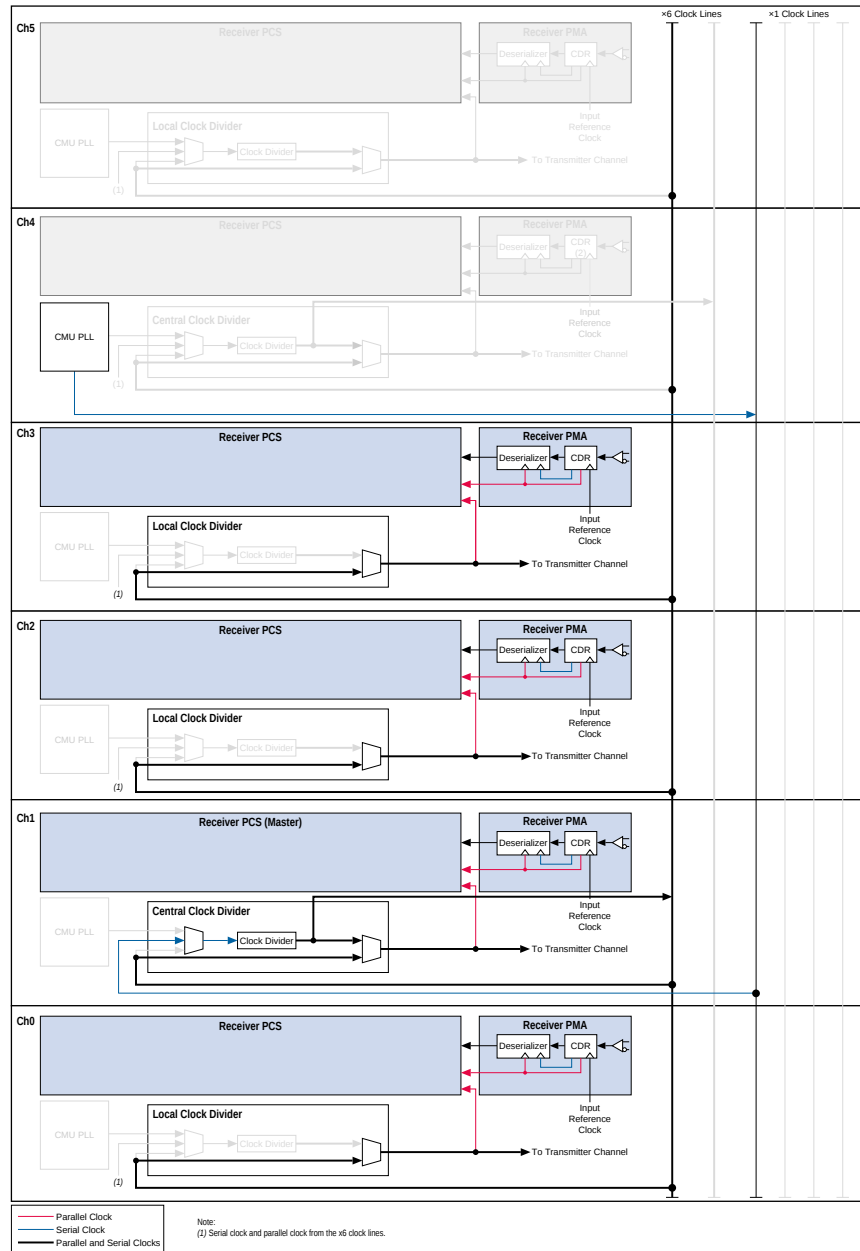 ×6 Clock Lines
×1 Clock Lines
Ch5
Receiver PCS
Receiver PMA
Deserializer
CDR
Input
Reference
Clock
CMU PLL
Local Clock Divider
Clock Divider
To Transmitter Channel
(1)
Ch4
Receiver PCS
Receiver PMA
Deserializer
CDR
(2)
Input
Reference
Clock
CMU PLL
Central Clock Divider
Clock Divider
To Transmitter Channel
(1)
Ch3
Receiver PCS
Receiver PMA
Deserializer
CDR
Input
Reference
Clock
CMU PLL
Local Clock Divider
Clock Divider
To Transmitter Channel
(1)
Ch2
Receiver PCS
Receiver PMA
Deserializer
CDR
Input
Reference
Clock
CMU PLL
Local Clock Divider
Clock Divider
To Transmitter Channel
(1)
Ch1
Receiver PCS (Master)
Receiver PMA
Deserializer
CDR
Input
Reference
Clock
CMU PLL
Central Clock Divider
Clock Divider
To Transmitter Channel
Ch0
Receiver PCS
Receiver PMA
Deserializer
CDR
Input
Reference
Clock
CMU PLL
Local Clock Divider
Clock Divider
To Transmitter Channel
(1)
Parallel Clock
Serial Clock
Parallel and Serial Clocks
Note:
(1) Serial clock and parallel clock from the x6 clock lines.